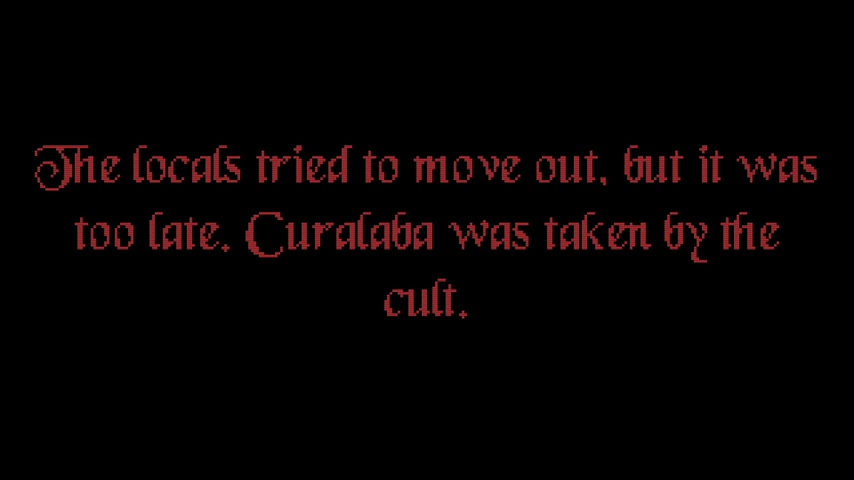 The locals tried to move out, but it was
too late. Curalaba was taken by the
cult.